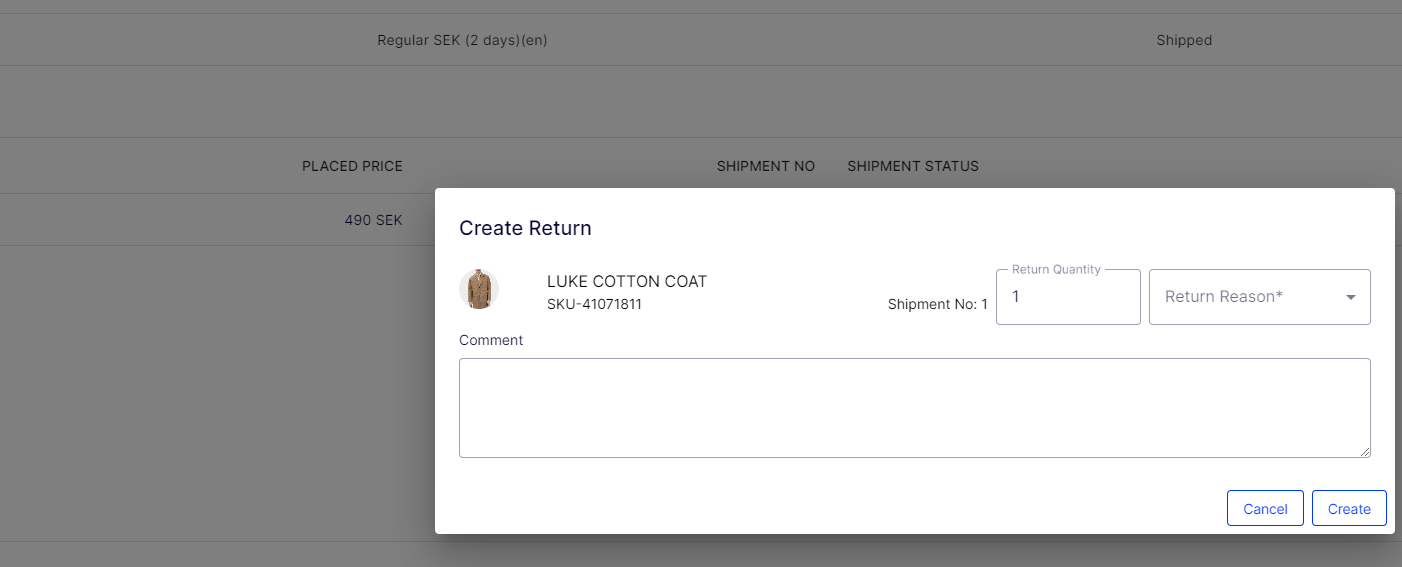 Regular SEK (2 days)(en) Shipped
PLACED PRICE SHIPMENT NO SHIPMENT STATUS
490 SEK
Create Return
LUKE COTTON COAT
SKU-41071811
Shipment No: 1
Return Quantity
1
Return Reason*
Comment
Cancel Create